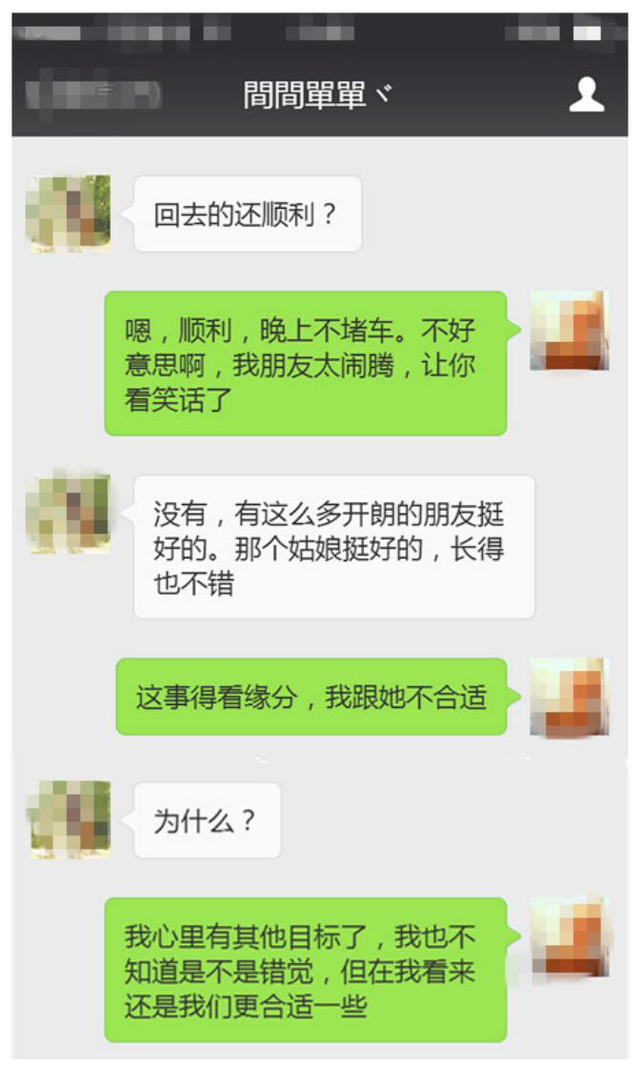 間間單單ヾ
回去的还顺利？
嗯，顺利，晚上不堵车。不好
意思啊，我朋友太闹腾，让你
看笑话了
没有，有这么多开朗的朋友挺
好的。那个姑娘挺好的，长得
也不错
这事得看缘分，我跟她不合适
为什么？
我心里有其他目标了，我也不
知道是不是错觉，但在我看来
还是我们更合适一些